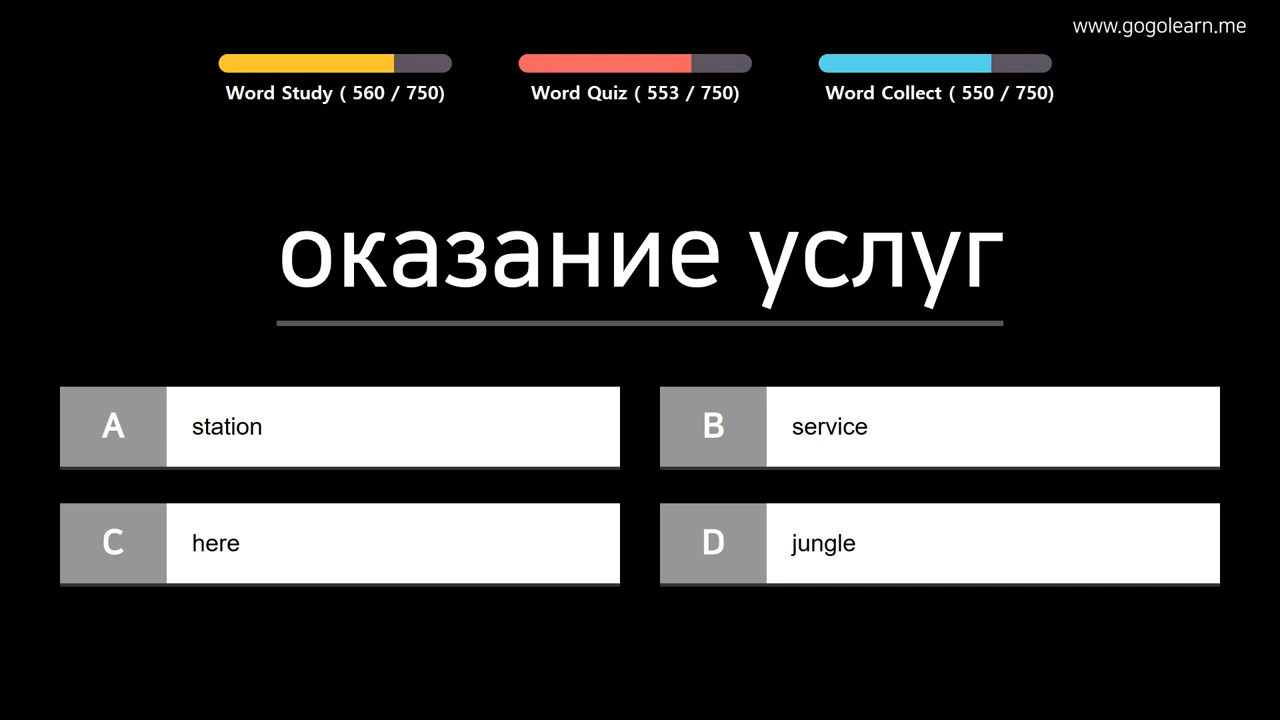 www.gogolearn.me
Word Study ( 560 / 750)
Word Quiz ( 553 / 750)
Word Collect ( 550 / 750)
оказание услуг
A station
B service
C here
D jungle